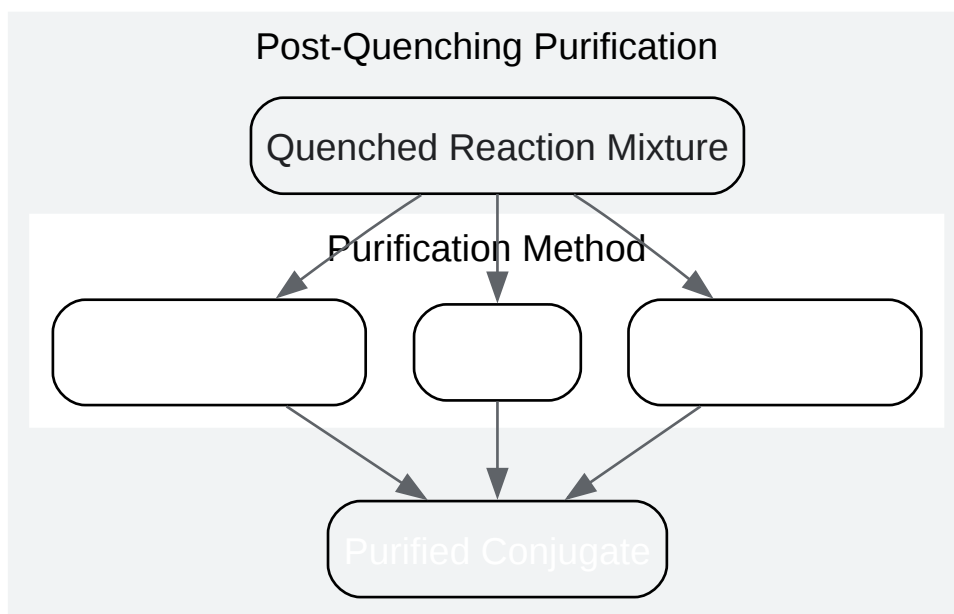 Post-Quenching Purification
Quenched Reaction Mixture
Purification Method
Purified Conjugate